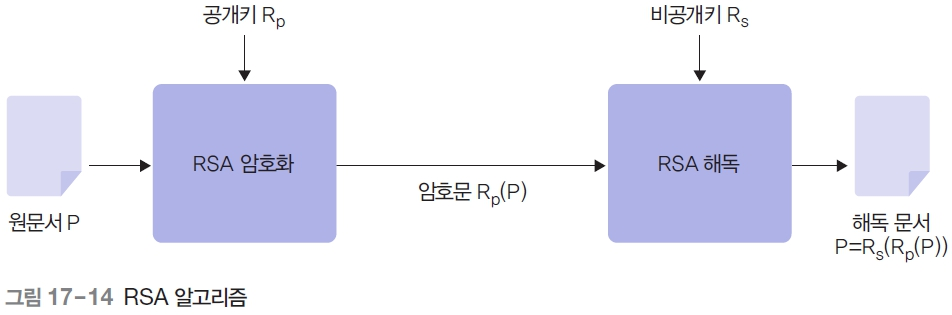 공개키 Rp
비공개키 Rs
RSA 암호화
RSA 해독
암호문 Rp(P)
원문서 P
해독 문서
P=Rs(Rp(P))
그림 17-14 RSA 알고리즘